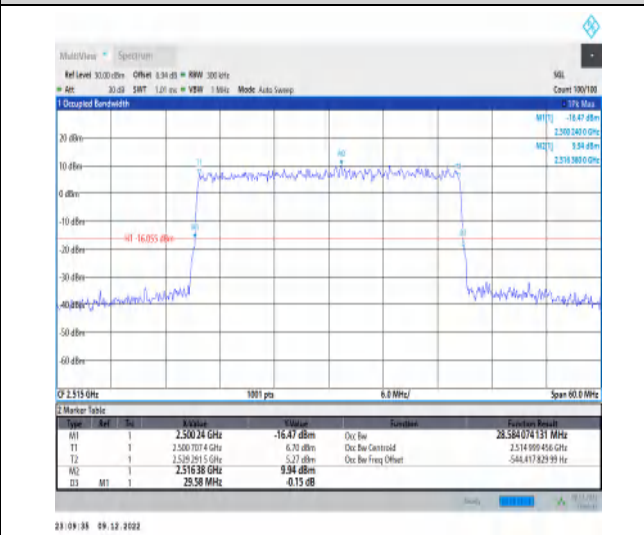 MultiView Spectrum
Ref Level 30.00 dBm Offset 8.94 dB RBW 300 kHz SGL
Att 30 dB SWT 1.01 ms VBW 1 MHz Mode Auto Sweep Count 100/100
1 Occupied Bandwidth 1Pk Max
M1[1] -16.47 dBm
2.500 240 0 GHz
M2[1] 9.94 dBm
2.516 380 0 GHz
20 dBm
10 dBm
0 dBm
-10 dBm
H1 -16.055 dBm
-20 dBm
-30 dBm
-40 dBm
-50 dBm
-60 dBm
CF 2.515 GHz 1001 pts 6.0 MHz/ Span 60.0 MHz
2 Marker Table
Type Ref Trc X-Value Y-Value Function Function Result
M1 1 2.500 24 GHz -16.47 dBm Occ Bw 28.584 074 131 MHz
T1 1 2.500 707 4 GHz 6.70 dBm Occ Bw Centroid 2.514 999 456 GHz
T2 1 2.529 291 5 GHz 5.27 dBm Occ Bw Freq Offset -544.417 829 99 Hz
M2 1 2.516 38 GHz 9.94 dBm
D3 M1 1 29.58 MHz -0.15 dB
23:09:35 09.12.2022